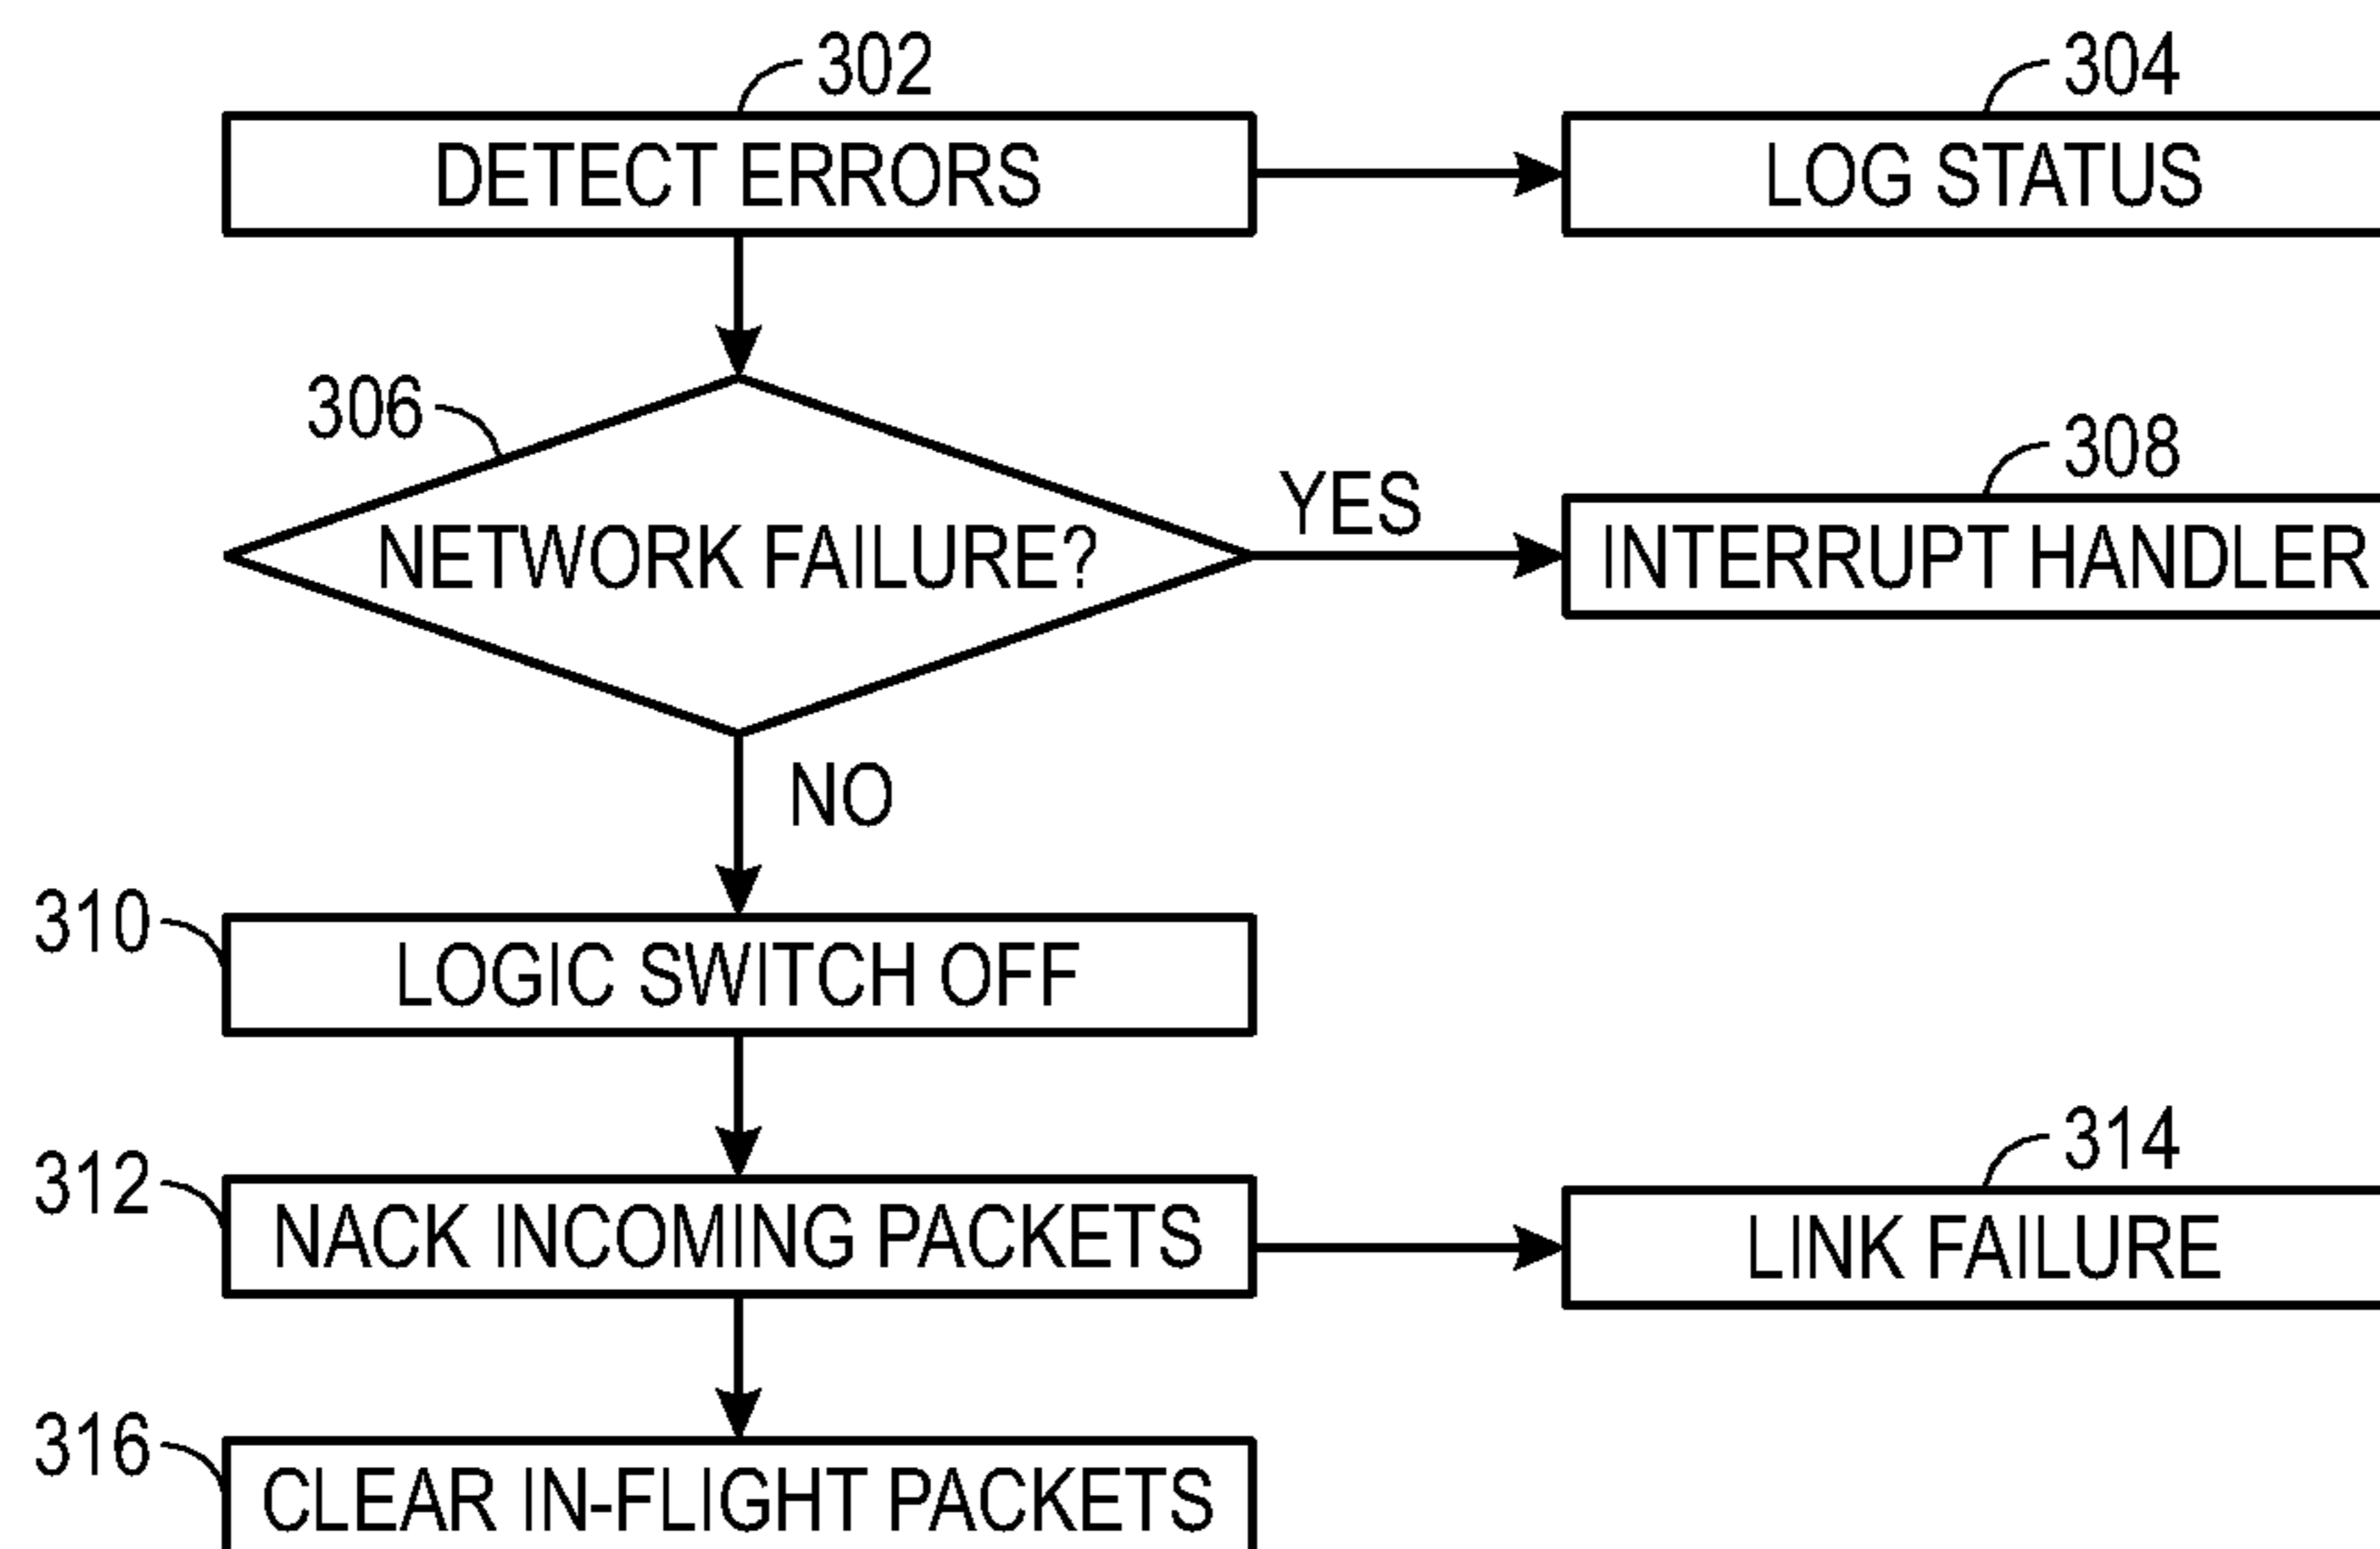 302
304
DETECT ERRORS
LOG STATUS
306
308
YES
NETWORK FAILURE?
INTERRUPT HANDLER
NO
310
LOGIC SWITCH OFF
314
312
NACK INCOMING PACKETS
LINK FAILURE
316
CLEAR IN-FLIGHT PACKETS